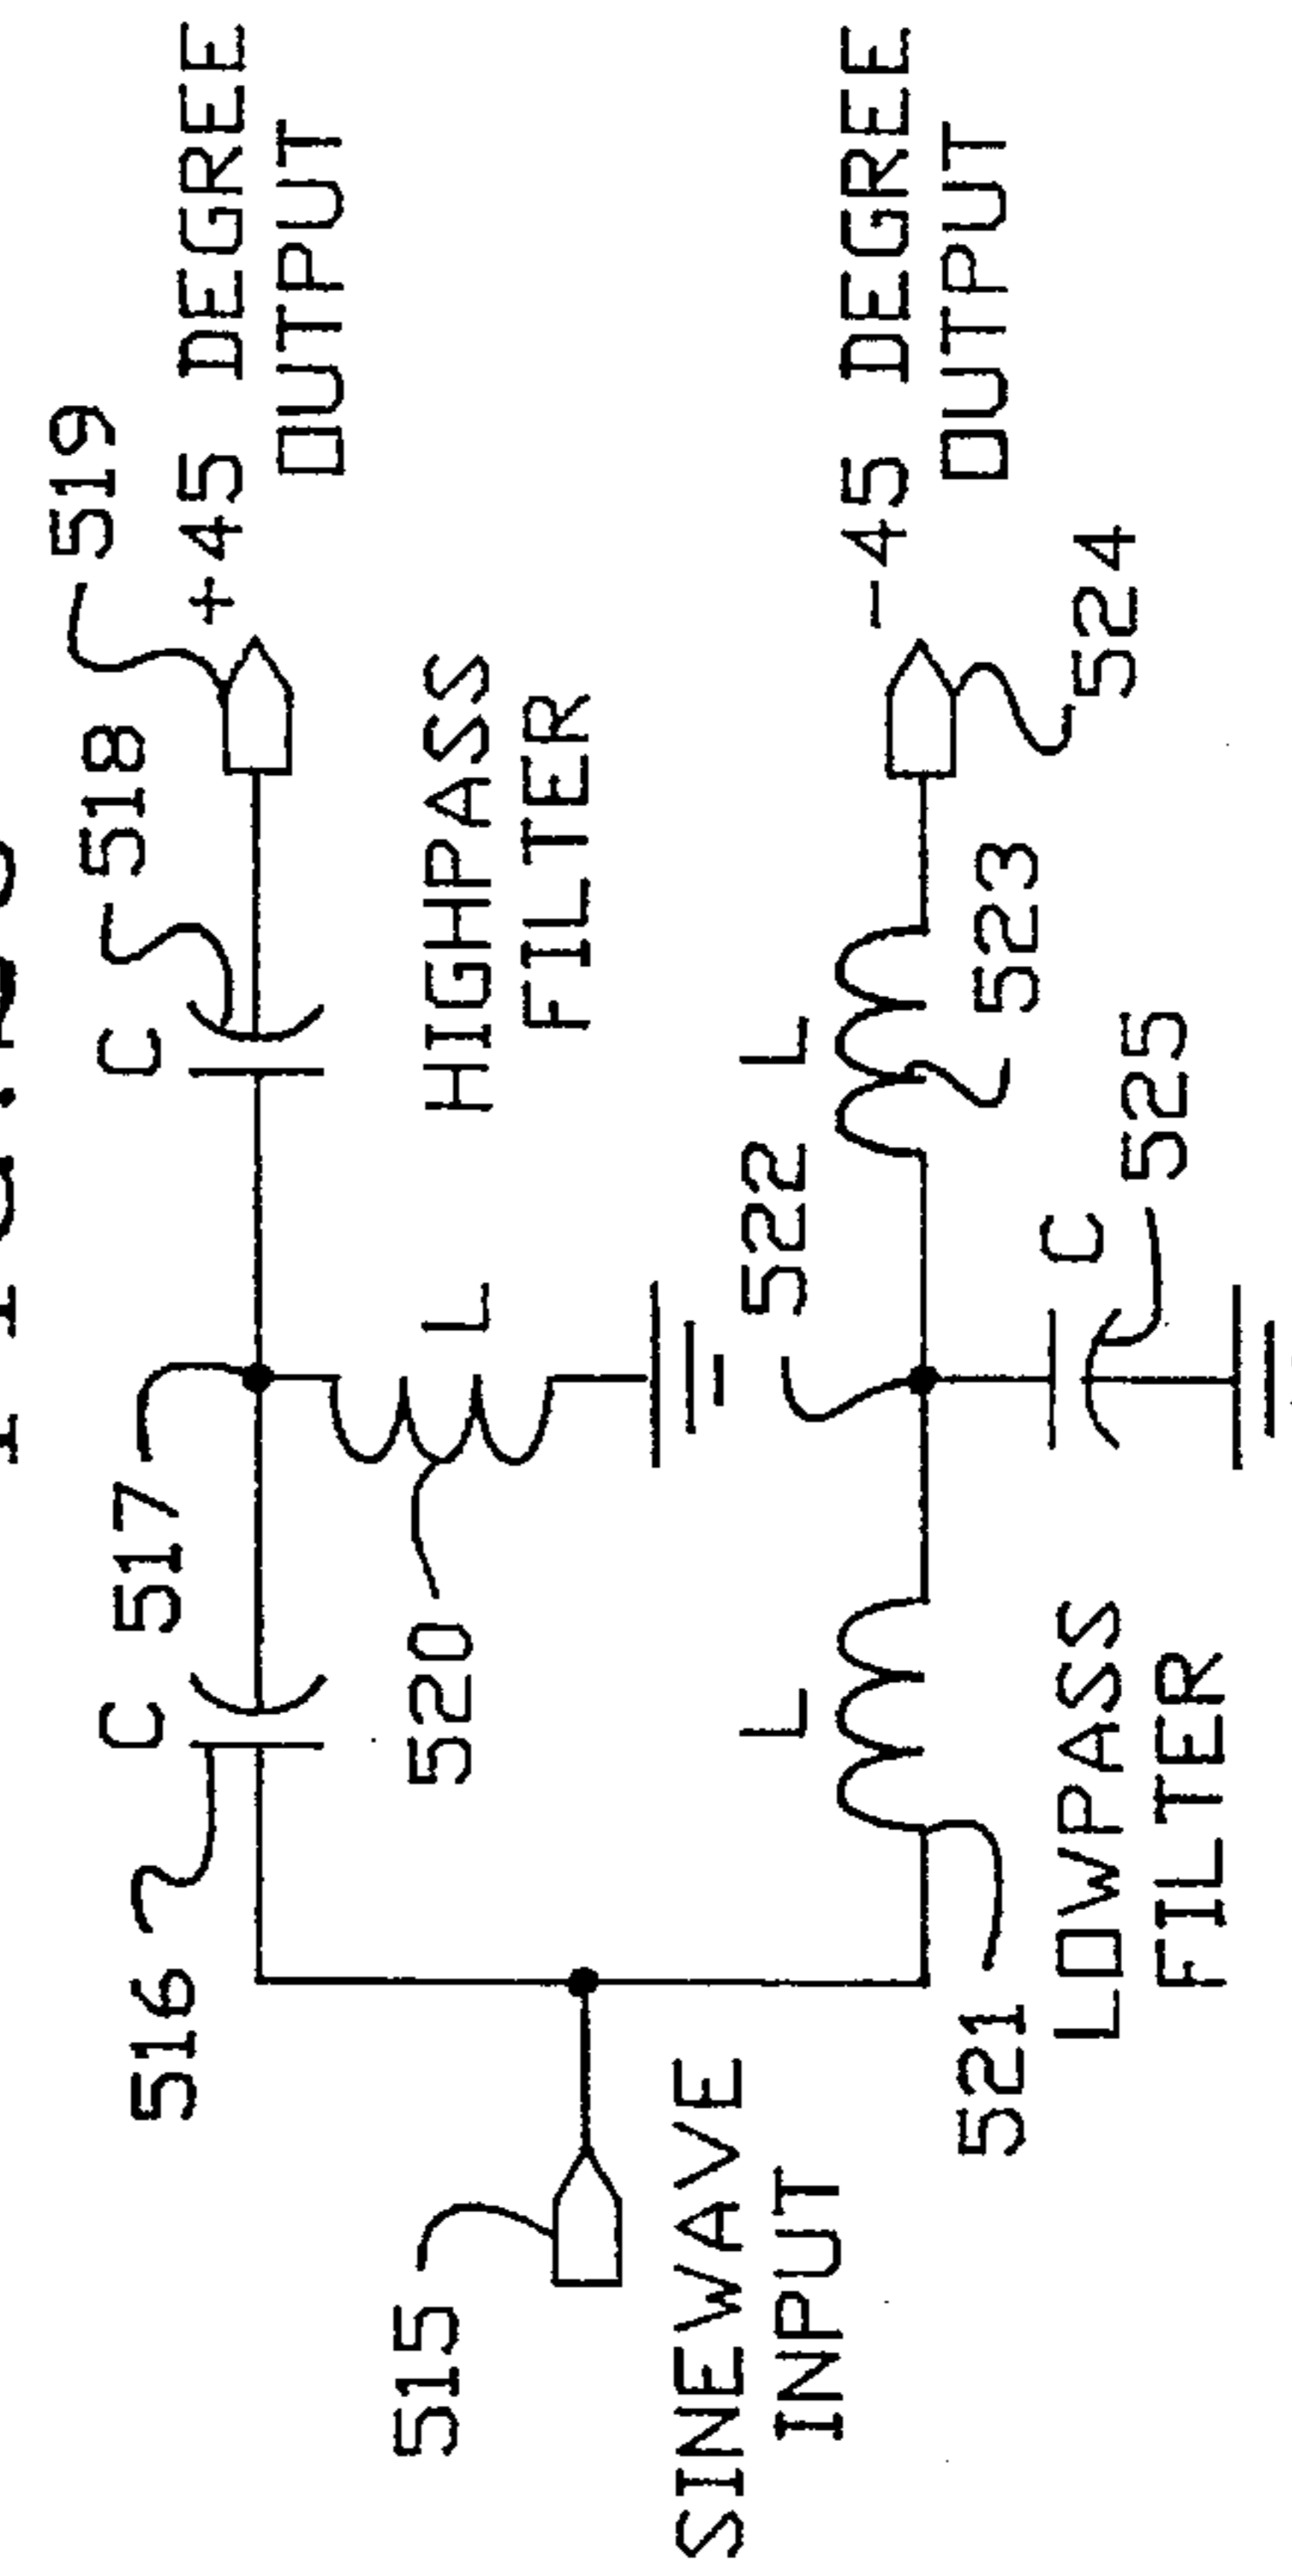 519
+45 DEGREE
OUTPUT
518
C
517
C
516
HIGHPASS
FILTER
L
520
515
SINEWAVE
INPUT
-45 DEGREE
OUTPUT
524
L
523
522
L
C
525
521
LOWPASS
FILTER